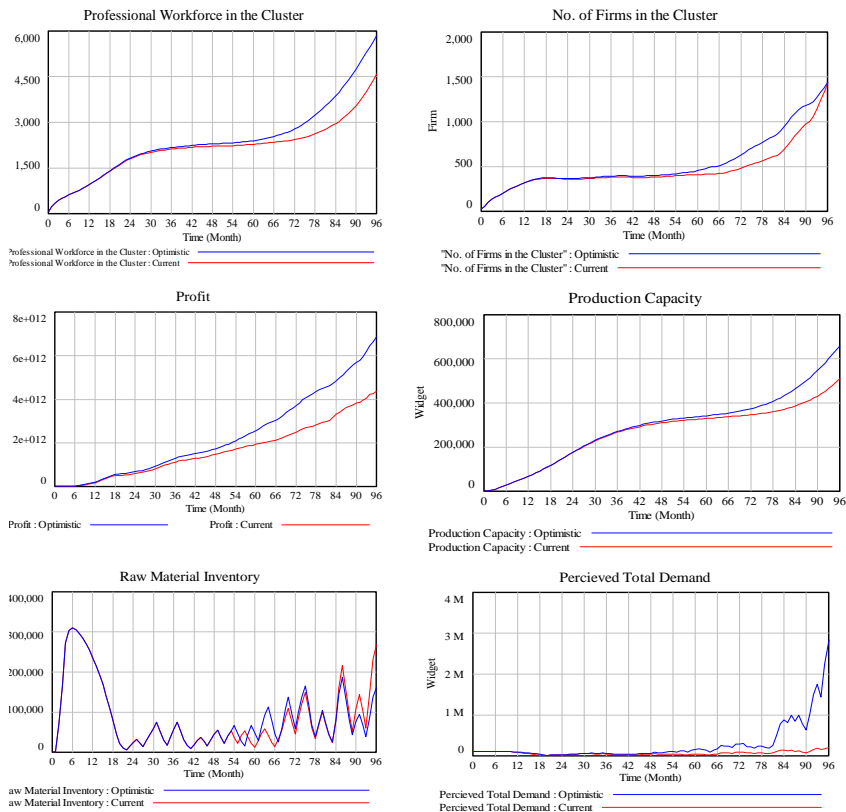 Professional Workforce in the Cluster
6,000
4,500
3,000
1,500
0
0 6 12 18 24 30 36 42 48 54 60 66 72 78 84 90 96
Time (Month)
Professional Workforce in the Cluster : Optimistic
Professional Workforce in the Cluster : Current
No. of Firms in the Cluster
2,000
1,500
1,000
500
0
Firm
0 6 12 18 24 30 36 42 48 54 60 66 72 78 84 90 96
Time (Month)
"No. of Firms in the Cluster" : Optimistic
"No. of Firms in the Cluster" : Current
Profit
8e+012
6e+012
4e+012
2e+012
0
0 6 12 18 24 30 36 42 48 54 60 66 72 78 84 90 96
Time (Month)
Profit : Optimistic Profit : Current
Production Capacity
800,000
600,000
400,000
200,000
0
Widget
0 6 12 18 24 30 36 42 48 54 60 66 72 78 84 90 96
Time (Month)
Production Capacity : Optimistic
Production Capacity : Current
Raw Material Inventory
400,000
300,000
200,000
100,000
0
0 6 12 18 24 30 36 42 48 54 60 66 72 78 84 90 96
Time (Month)
aw Material Inventory : Optimistic
aw Material Inventory : Current
Percieved Total Demand
4 M
3 M
2 M
1 M
0
Widget
0 6 12 18 24 30 36 42 48 54 60 66 72 78 84 90 96
Time (Month)
Percieved Total Demand : Optimistic
Percieved Total Demand : Current